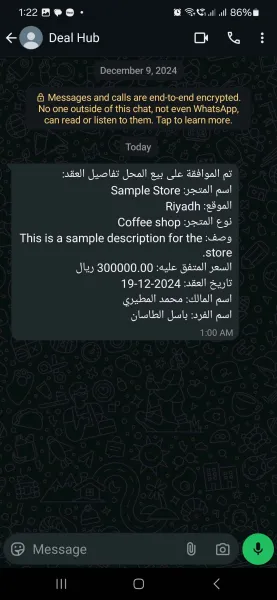 1:22
86%
Deal Hub
December 9, 2024
Messages and calls are end-to-end encrypted.
No one outside of this chat, not even WhatsApp,
can read or listen to them. Tap to learn more.
Today
تم الموافقة على بيع المحل تفاصيل العقد:
اسم المتجر: Sample Store
الموقع: Riyadh
نوع المتجر: Coffee shop
وصف: This is a sample description for the
store.
السعر المتفق عليه: 300000.00 ريال
تاريخ العقد: 2024-12-19
اسم المالك: محمد المطيري
اسم الفرد: باسل الطاسان
1:00 AM
Message